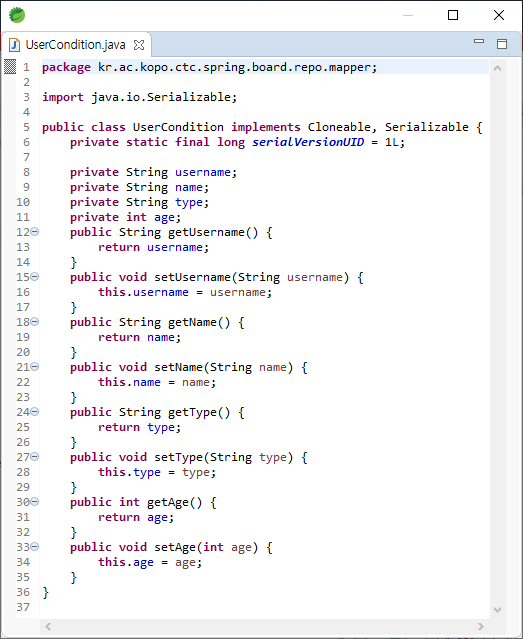 UserCondition.java
1 package kr.ac.kopo.ctc.spring.board.repo.mapper;
2
3 import java.io.Serializable;
4
5 public class UserCondition implements Cloneable, Serializable {
6     private static final long serialVersionUID = 1L;
7
8     private String username;
9     private String name;
10     private String type;
11     private int age;
12     public String getUsername() {
13         return username;
14     }
15     public void setUsername(String username) {
16         this.username = username;
17     }
18     public String getName() {
19         return name;
20     }
21     public void setName(String name) {
22         this.name = name;
23     }
24     public String getType() {
25         return type;
26     }
27     public void setType(String type) {
28         this.type = type;
29     }
30     public int getAge() {
31         return age;
32     }
33     public void setAge(int age) {
34         this.age = age;
35     }
36 }
37